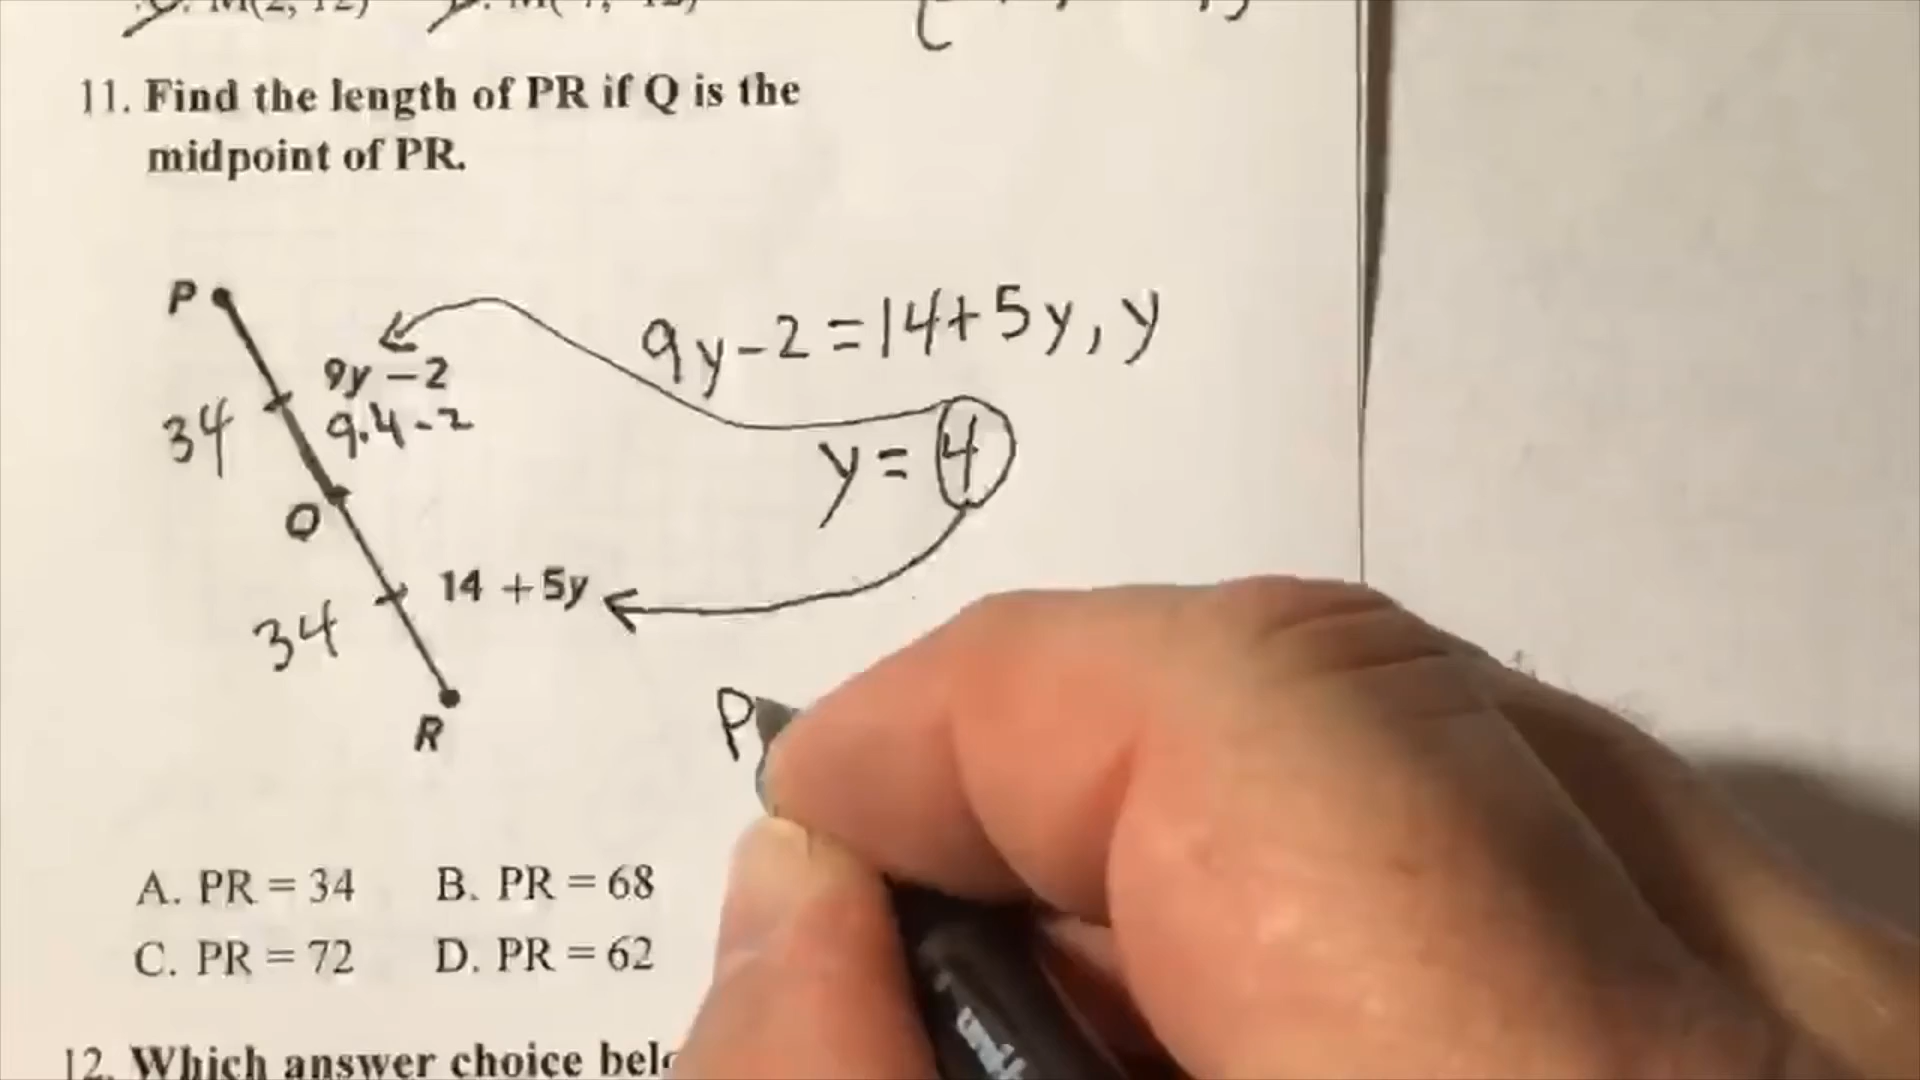 11. Find the length of PR if Q is the
midpoint of PR.
P
9y − 2
9.4-2
34
Q
14 + 5y
34
R
9y-2=14+5y, y
y = 4
P
A. PR = 34 B. PR = 68
C. PR = 72 D. PR = 62
12. Which answer choice